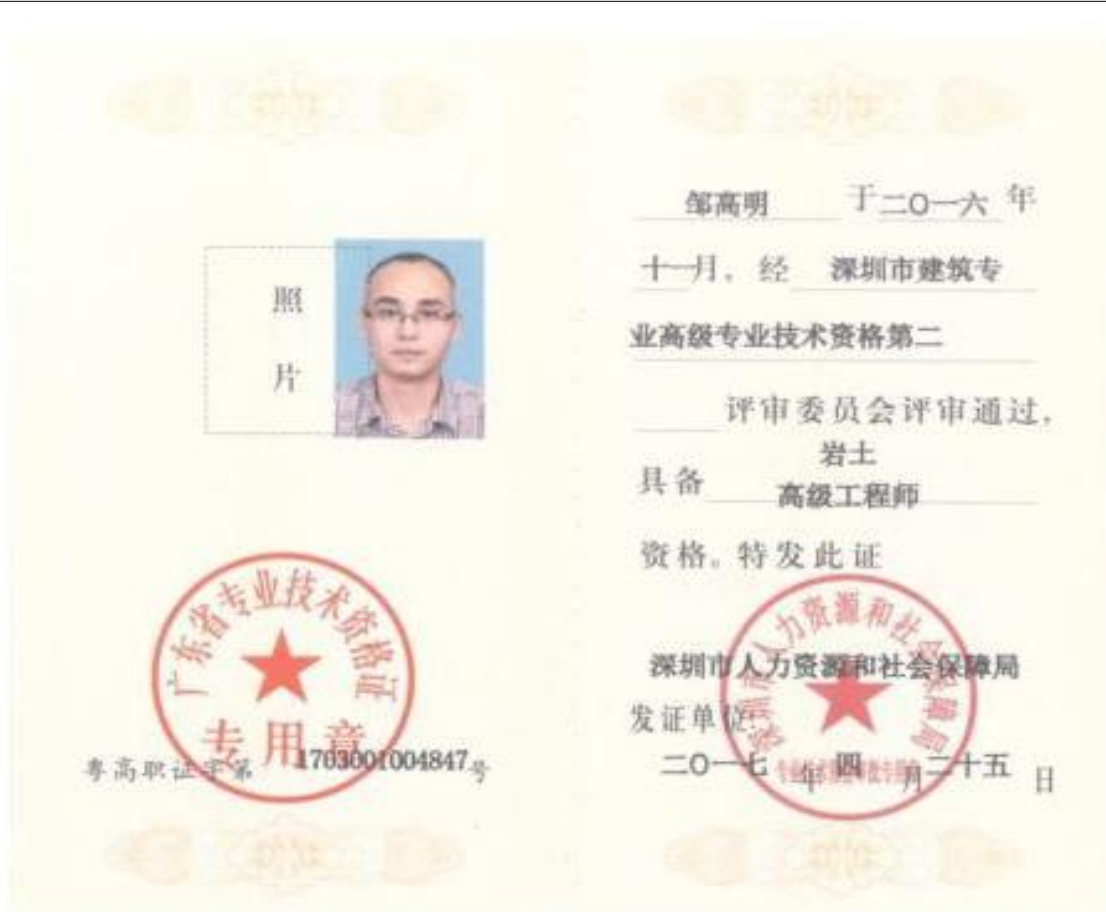 照
片
广东省专业技术资格证
专用章
粤高职证字第 1703001004847号
邹高明 于二〇一六年
十一月，经 深圳市建筑专
业高级专业技术资格第二
评审委员会评审通过，
岩土
具备 高级工程师
资格。特发此证
深圳市人力资源和社会保障局
深圳市人力资源和社会保障局
发证单位:
二〇一七年四月二十五日